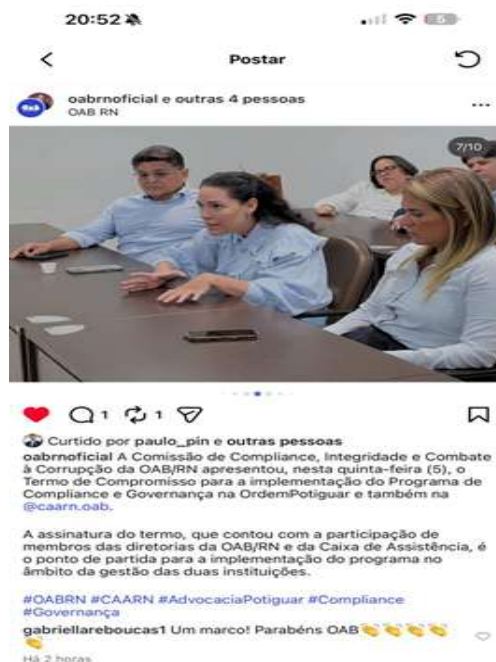 20:52
5
Postar
oabrnoficial e outras 4 pessoas
OAB RN
7/10
1 1
Curtido por paulo_pin e outras pessoas
oabrnoficial A Comissão de Compliance, Integridade e Combate
à Corrupção da OAB/RN apresentou, nesta quinta-feira (5), o
Termo de Compromisso para a implementação do Programa de
Compliance e Governança na OrdemPotiguar e também na
@caarn.oab.
A assinatura do termo, que contou com a participação de
membros das diretorias da OAB/RN e da Caixa de Assistência, é
o ponto de partida para a implementação do programa no
âmbito da gestão das duas instituições.
#OABRN #CAARN #AdvocaciaPotiguar #Compliance
#Governança
gabriellareboucas1 Um marco! Parabéns OAB👏👏👏👏
👏
Há 2 horas